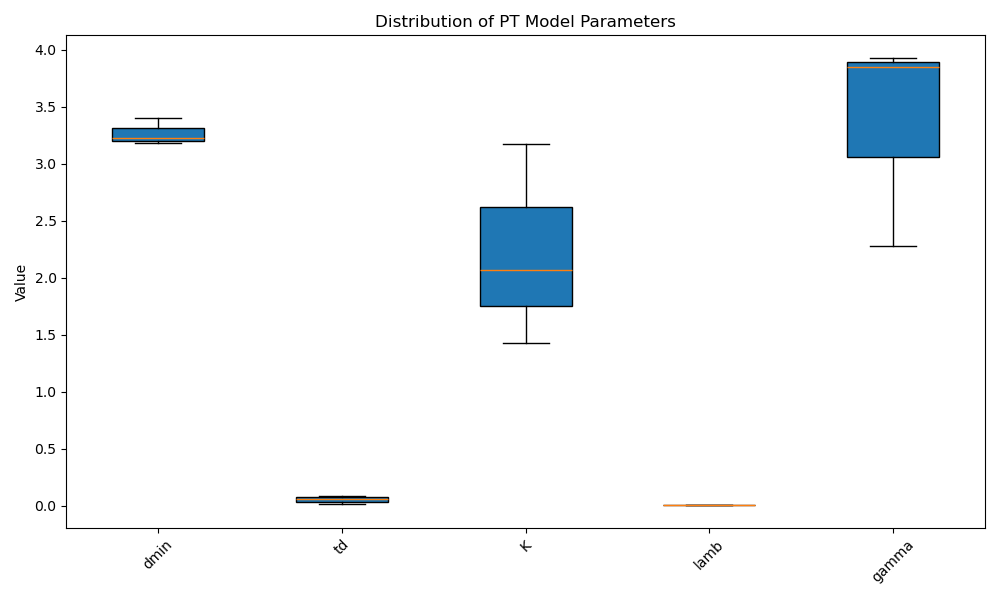 Distribution of PT Model Parameters
Value
4.0
3.5
3.0
2.5
2.0
1.5
1.0
0.5
0.0
dmin
td
K
lamb
gamma